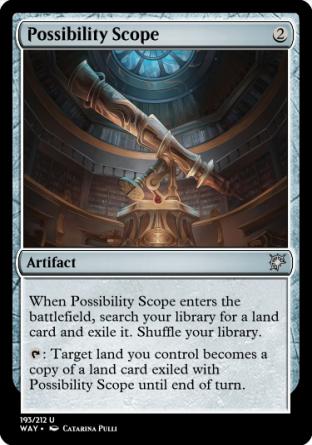 Possibility Scope 2
Artifact
When Possibility Scope enters the
battlefield, search your library for a land
card and exile it. Shuffle your library.
: Target land you control becomes a
copy of a land card exiled with
Possibility Scope until end of turn.
193/212 U
WAY • Catarina Pulli